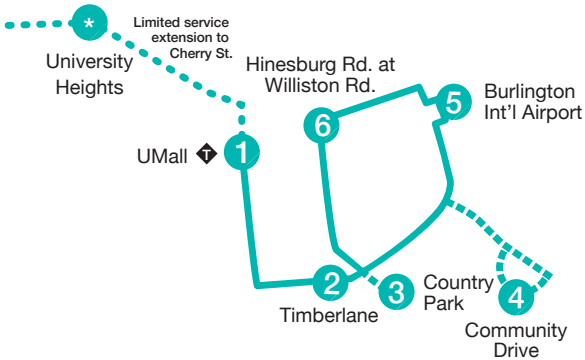 *
Limited service
extension to
Cherry St.
University
Heights
Hinesburg Rd. at
Williston Rd.
5
Burlington
Int'l Airport
6
UMall T 1
2
Timberlane
3
Country
Park
4
Community
Drive